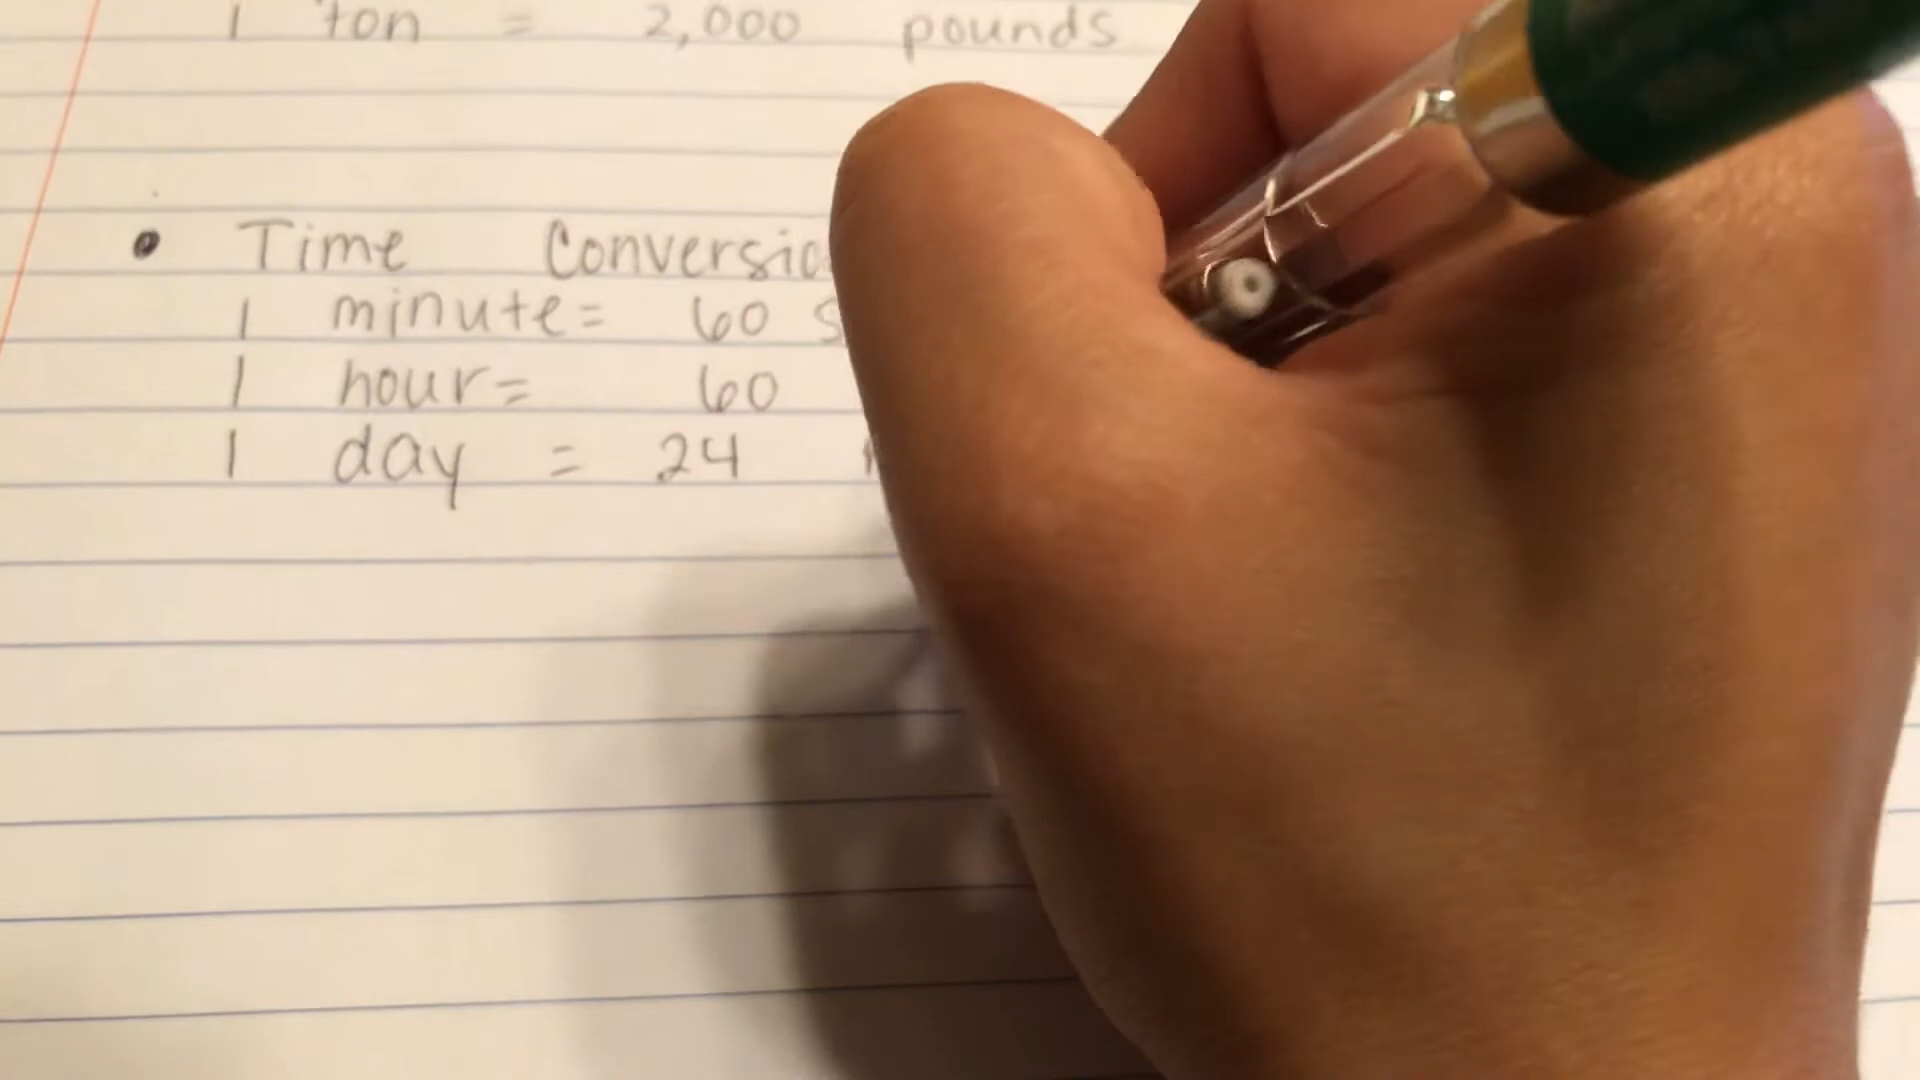 1 ton = 2,000 pounds
• Time Conversio
1 minute = 60 s
1 hour = 60
1 day = 24